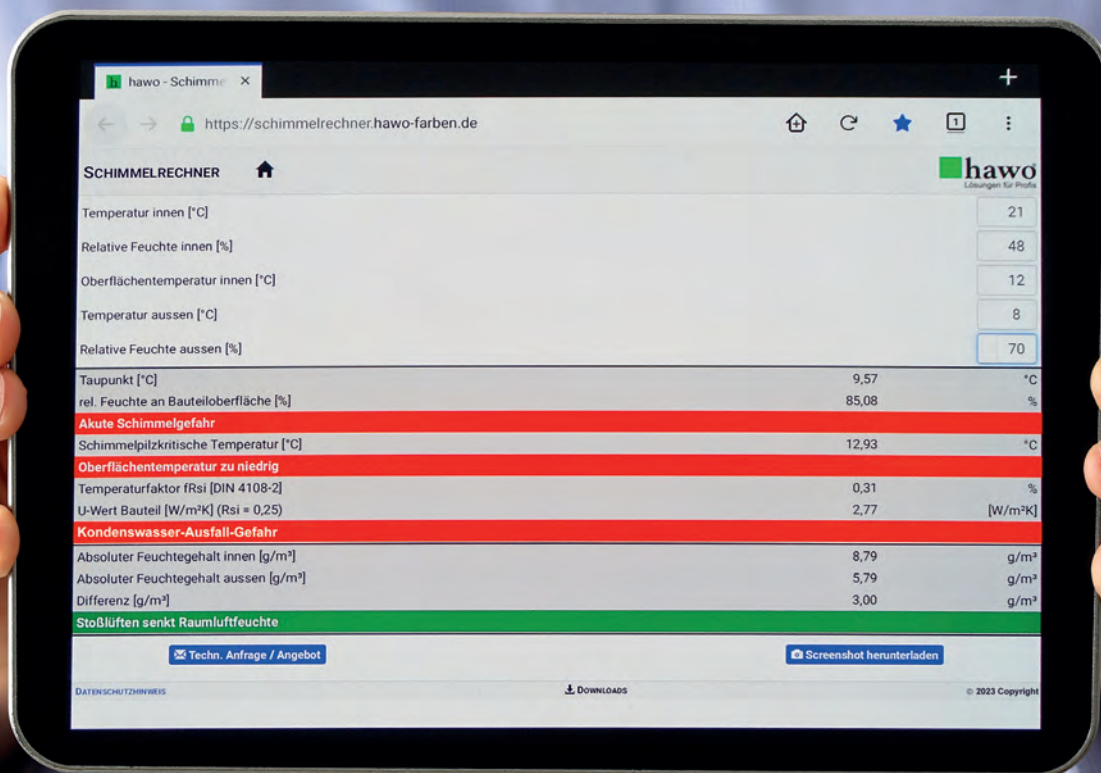 hawo - Schimme
https://schimmelrechner.hawo-farben.de
1
SCHIMMELRECHNER
hawo
Lösungen für Profis
Temperatur innen [°C] 21
Relative Feuchte innen [%] 48
Oberflächentemperatur innen [°C] 12
Temperatur aussen [°C] 8
Relative Feuchte aussen [%] 70
Taupunkt [°C] 9,57 °C
rel. Feuchte an Bauteiloberfläche [%] 85,08 %
Akute Schimmelgefahr
Schimmelpilzkritische Temperatur [°C] 12,93 °C
Oberflächentemperatur zu niedrig
Temperaturfaktor fRsi [DIN 4108-2] 0,31 %
U-Wert Bauteil [W/m²K] (Rsi = 0,25) 2,77 [W/m²K]
Kondenswasser-Ausfall-Gefahr
Absoluter Feuchtegehalt innen [g/m³] 8,79 g/m³
Absoluter Feuchtegehalt aussen [g/m³] 5,79 g/m³
Differenz [g/m³] 3,00 g/m³
Stoßlüften senkt Raumluftfeuchte
Techn. Anfrage / Angebot Screenshot herunterladen
DATENSCHUTZHINWEIS DOWNLOADS © 2023 Copyright